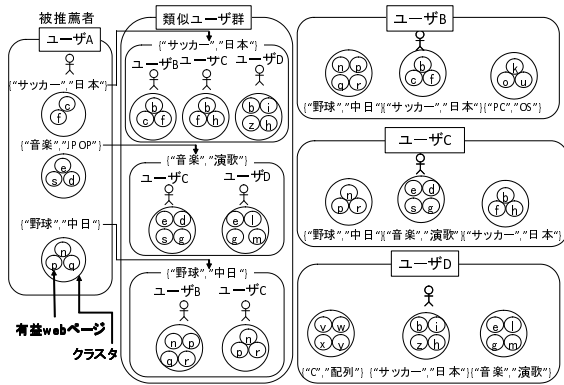 被推薦者
ユーザA
{“サッカー”,”日本“}
c
f
{“音楽”,”JPOP”}
e
s d
{“野球”,”中日“}
n
p q
有益webページ
クラスタ
類似ユーザ群
{“サッカー”,”日本“}
ユーザB ユーザC ユーザD
b
c f
b
f h
b i
z h
{“音楽”,”演歌”}
ユーザC ユーザD
e d
s g
e l
g m
{“野球”,”中日“}
ユーザB ユーザC
n p
q r
n
p r
ユーザB
n p
q r
b
c f
k
o u
{“野球”,”中日“}{“サッカー”,”日本“}{“PC”,”OS”}
ユーザC
n
p r
e d
s g
b
f h
{“野球”,”中日“}{“音楽”,”演歌”}{“サッカー”,”日本“}
ユーザD
v w
x y
b i
z h
e l
g m
{“C”,”配列”} {“サッカー”,”日本“}{“音楽”,”演歌”}